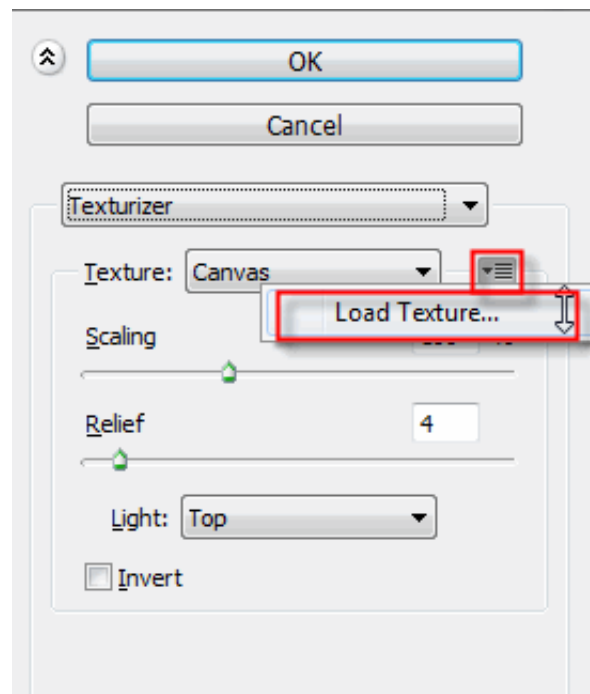 OK
Cancel
Texturizer
Texture: Canvas
Load Texture...
Scaling
Relief 4
Light: Top
Invert